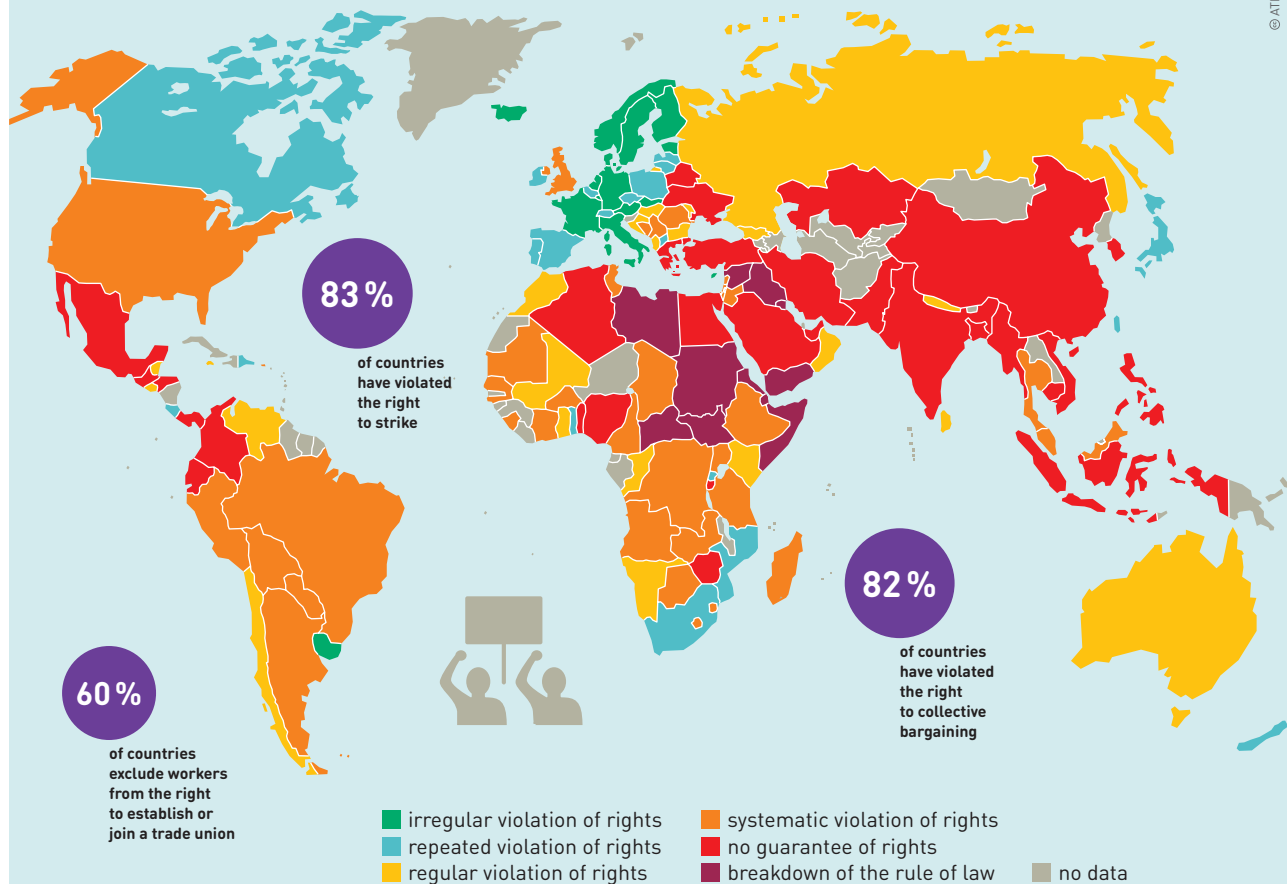 83 %
of countries
have violated
the right
to strike
82 %
of countries
have violated
the right
to collective
bargaining
60 %
of countries
exclude workers
from the right
to establish or
join a trade union
irregular violation of rights
repeated violation of rights
regular violation of rights
systematic violation of rights
no guarantee of rights
breakdown of the rule of law
no data